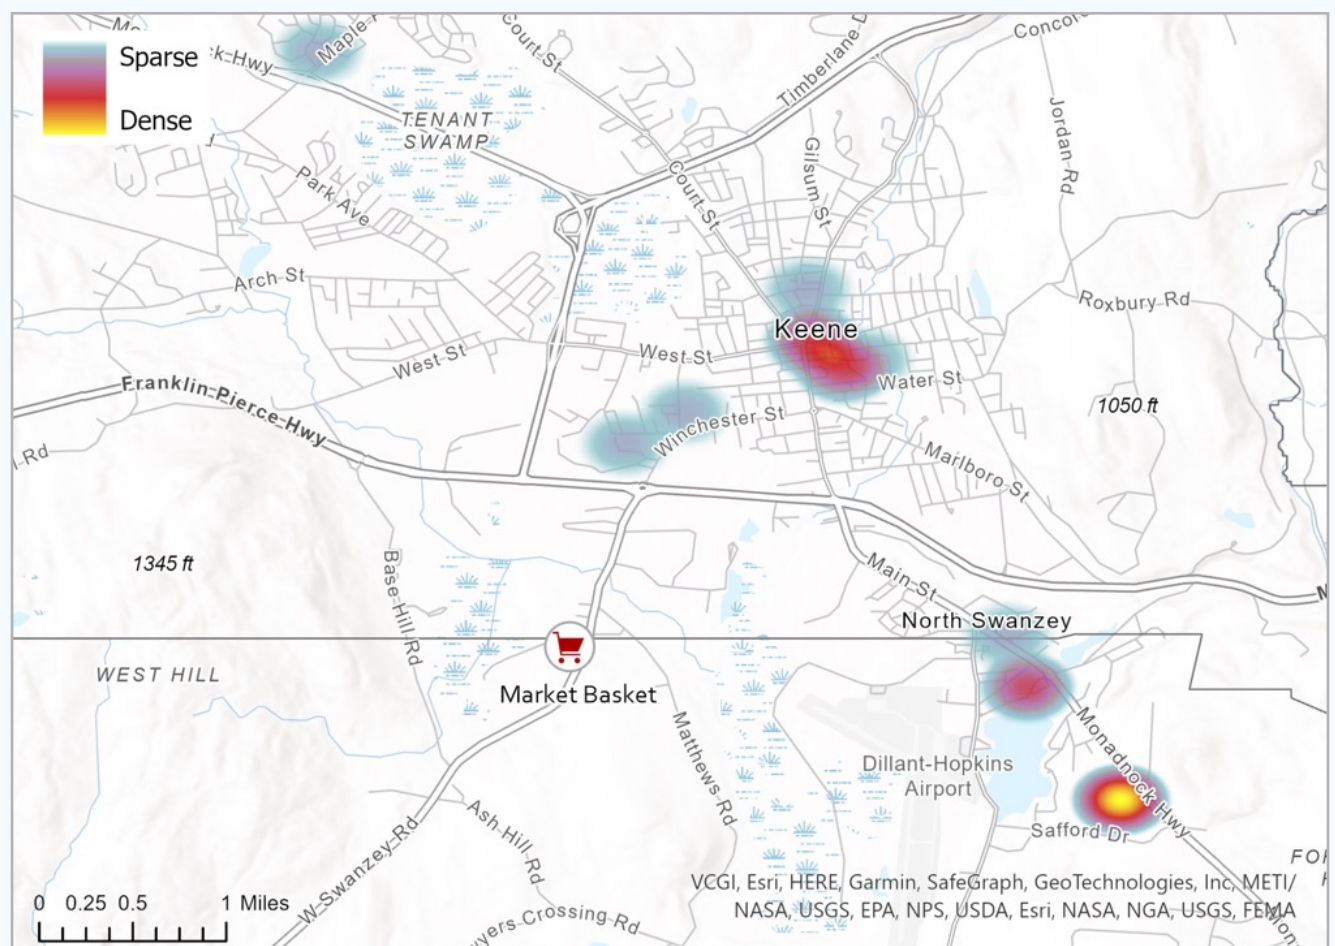 Sparse
Dense
k Hwy
Court St
Timberlane
Concor
TENANT
SWAMP
Park Ave
Court St
Gilsum St
Jordan Rd
Arch St
Roxbury Rd
Keene
West St
West St
Water St
Franklin Pierce Hwy
1050 ft
Winchester St
Marlboro St
1345 ft
Base Hill Rd
Main St
North Swanzey
WEST HILL
Market Basket
Matthews Rd
Monadnock Hwy
Dillant-Hopkins
Airport
Safford Dr
Ash Hill Rd
W Swanzey Rd
yers Crossing Rd
0 0.25 0.5 1 Miles
VCGI, Esri, HERE, Garmin, SafeGraph, GeoTechnologies, Inc, METI/
NASA, USGS, EPA, NPS, USDA, Esri, NASA, NGA, USGS, FEMA